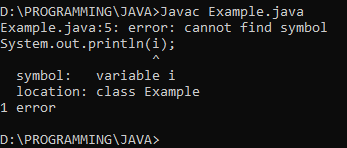 D:\PROGRAMMING\JAVA>Javac Example.java
Example.java:5: error: cannot find symbol
System.out.println(i);
                   ^
  symbol:   variable i
  location: class Example
1 error

D:\PROGRAMMING\JAVA>